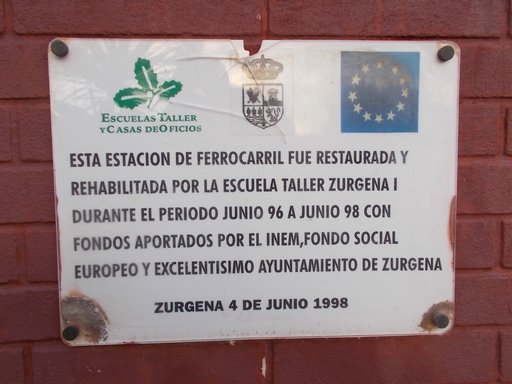 ESCUELAS TALLER
Y CASAS DE OFICIOS
ESTA ESTACION DE FERROCARRIL FUE RESTAURADA Y
REHABILITADA POR LA ESCUELA TALLER ZURGENA I
DURANTE EL PERIODO JUNIO 96 A JUNIO 98 CON
FONDOS APORTADOS POR EL INEM,FONDO SOCIAL
EUROPEO Y EXCELENTISIMO AYUNTAMIENTO DE ZURGENA
ZURGENA 4 DE JUNIO 1998